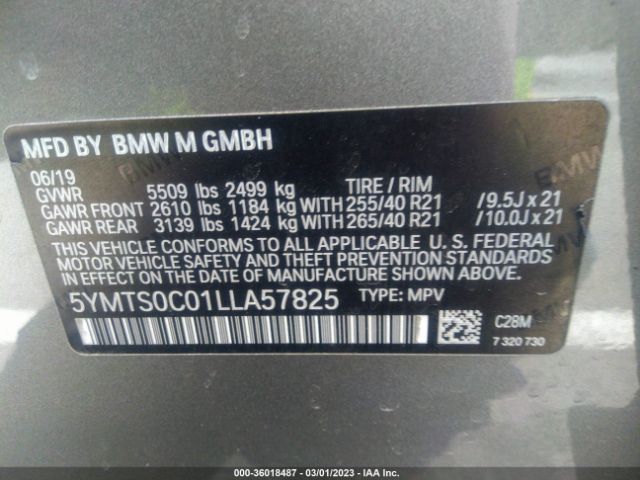 MFD BY BMW M GMBH
06/19
GVWR 5509 lbs 2499 kg TIRE / RIM
GAWR FRONT 2610 lbs 1184 kg WITH 255/40 R21 /9.5J x 21
GAWR REAR 3139 lbs 1424 kg WITH 265/40 R21 /10.0J x 21
THIS VEHICLE CONFORMS TO ALL APPLICABLE U. S. FEDERAL
MOTOR VEHICLE SAFETY AND THEFT PREVENTION STANDARDS
IN EFFECT ON THE DATE OF MANUFACTURE SHOWN ABOVE.
5YMTS0C01LLA57825 TYPE: MPV
C28M
7 320 730
BMW
000-36018487 - 03/01/2023 - IAA Inc.